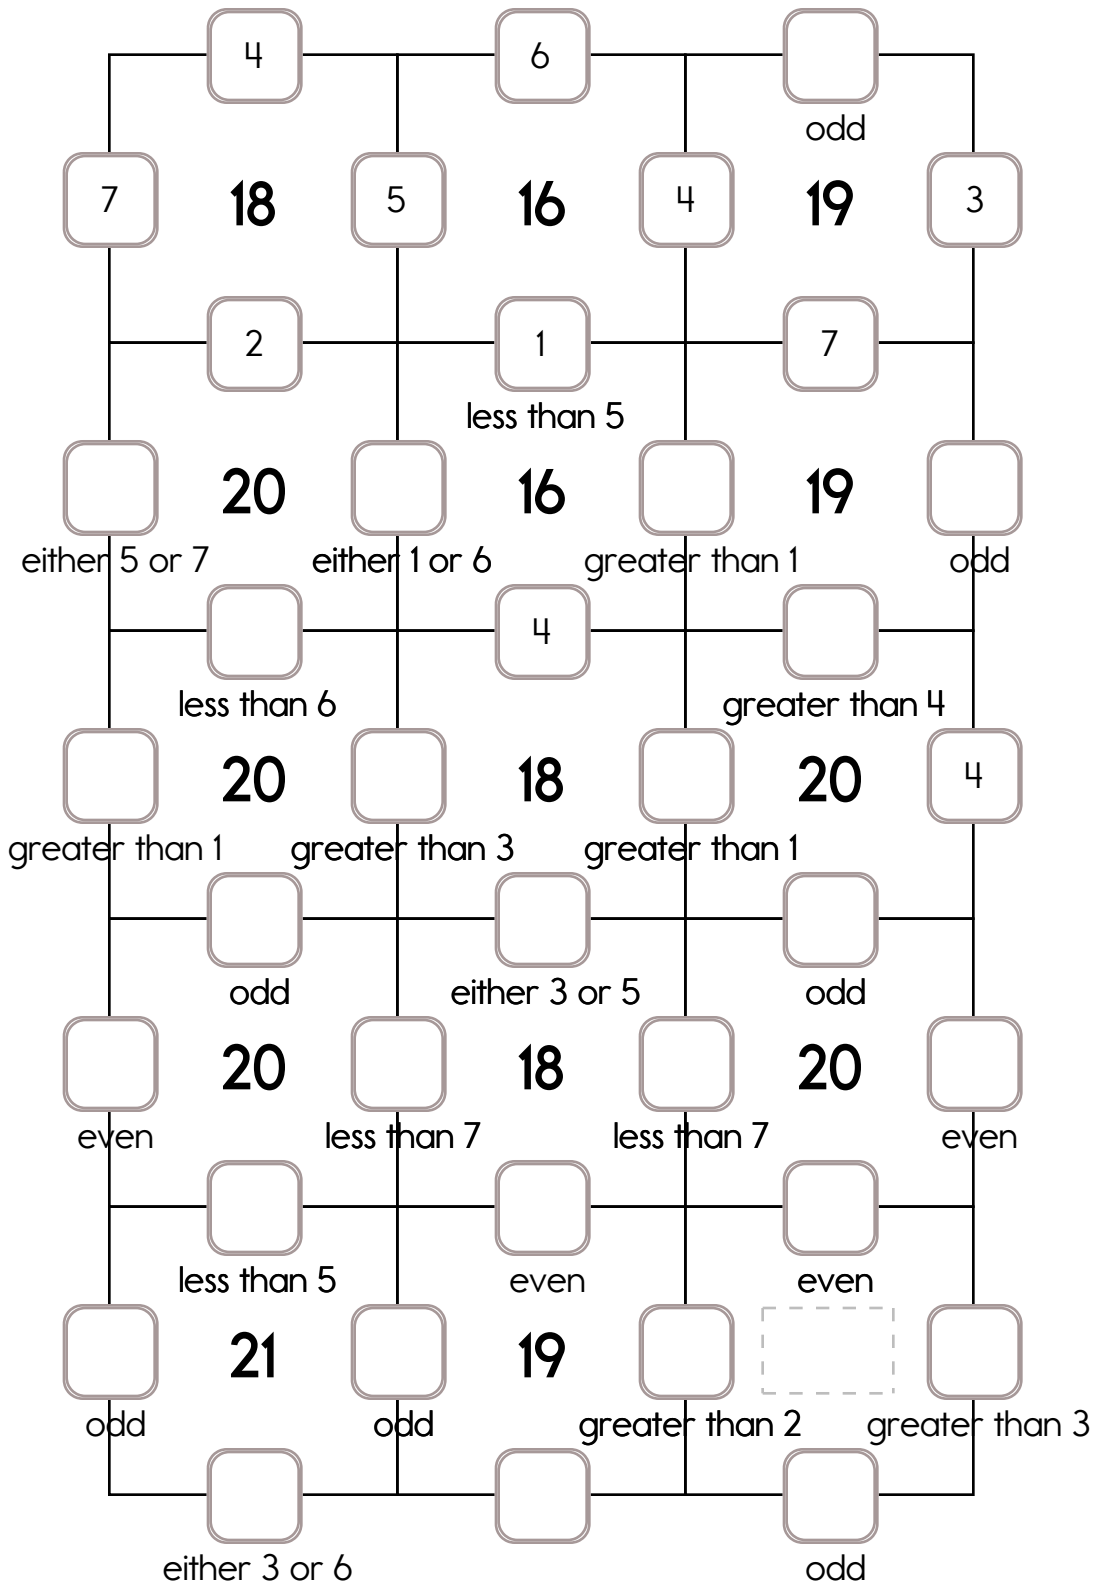 4 6
odd
7 18 5 16 4 19 3
2 1 7
less than 5
20 16 19
either 5 or 7 either 1 or 6 greater than 1 odd
4
less than 6 greater than 4
20 18 20 4
greater than 1 greater than 3 greater than 1
odd either 3 or 5 odd
20 18 20
even less than 7 less than 7 even
less than 5 even even
21 19
odd odd greater than 2 greater than 3
either 3 or 6 odd